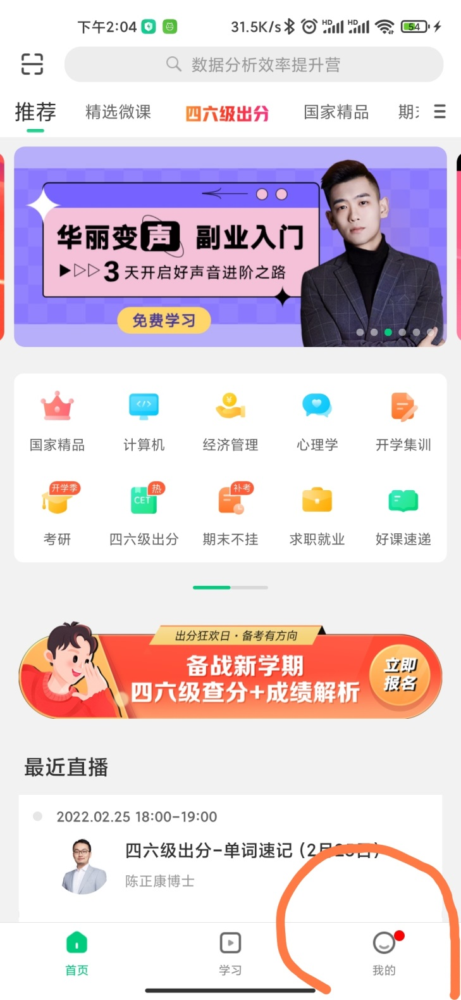 下午2:04 31.5K/s HD HD 54
数据分析效率提升营
推荐 精选微课 四六级出分 国家精品 期
华丽变声 副业入门
3天开启好声音进阶之路
免费学习
国家精品 计算机 经济管理 心理学 开学集训
开学季 热 补考
CET
考研 四六级出分 期末不挂 求职就业 好课速递
出分狂欢日·备考有方向
备战新学期
四六级查分+成绩解析
立即
报名
最近直播
2022.02.25 18:00-19:00
四六级出分-单词速记(2月25日)
陈正康博士
首页 学习 我的